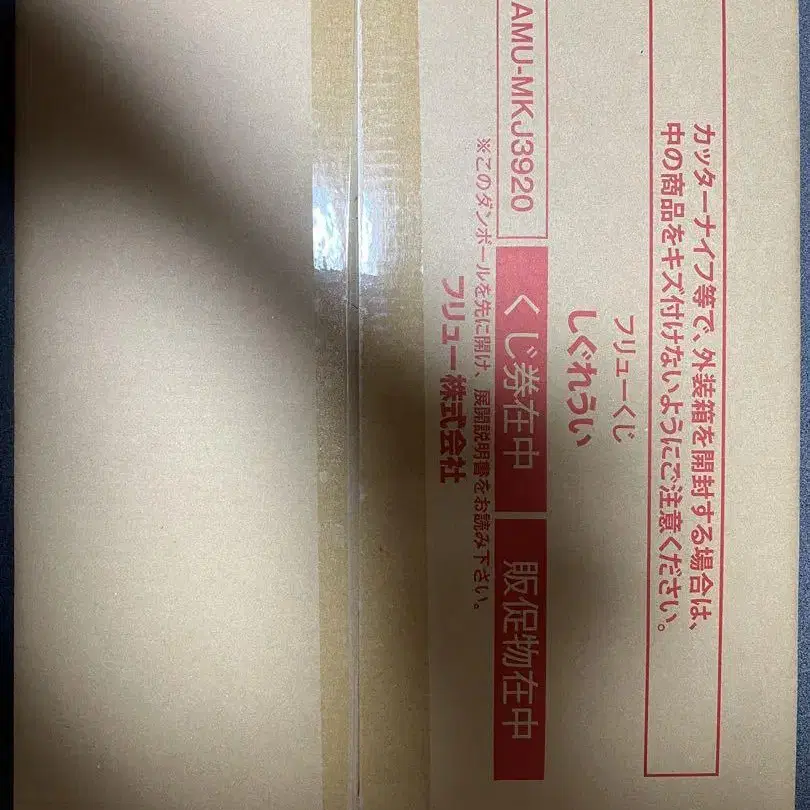 カッターナイフ等で、外装箱を開封する場合は、
中の商品をキズ付けないようにご注意ください。
フリューくじ
しぐれうい
AMU-MKJ3920
くじ券在中
販促物在中
※このダンボールを先に開け、展開説明書をお読み下さい。
フリュー株式会社